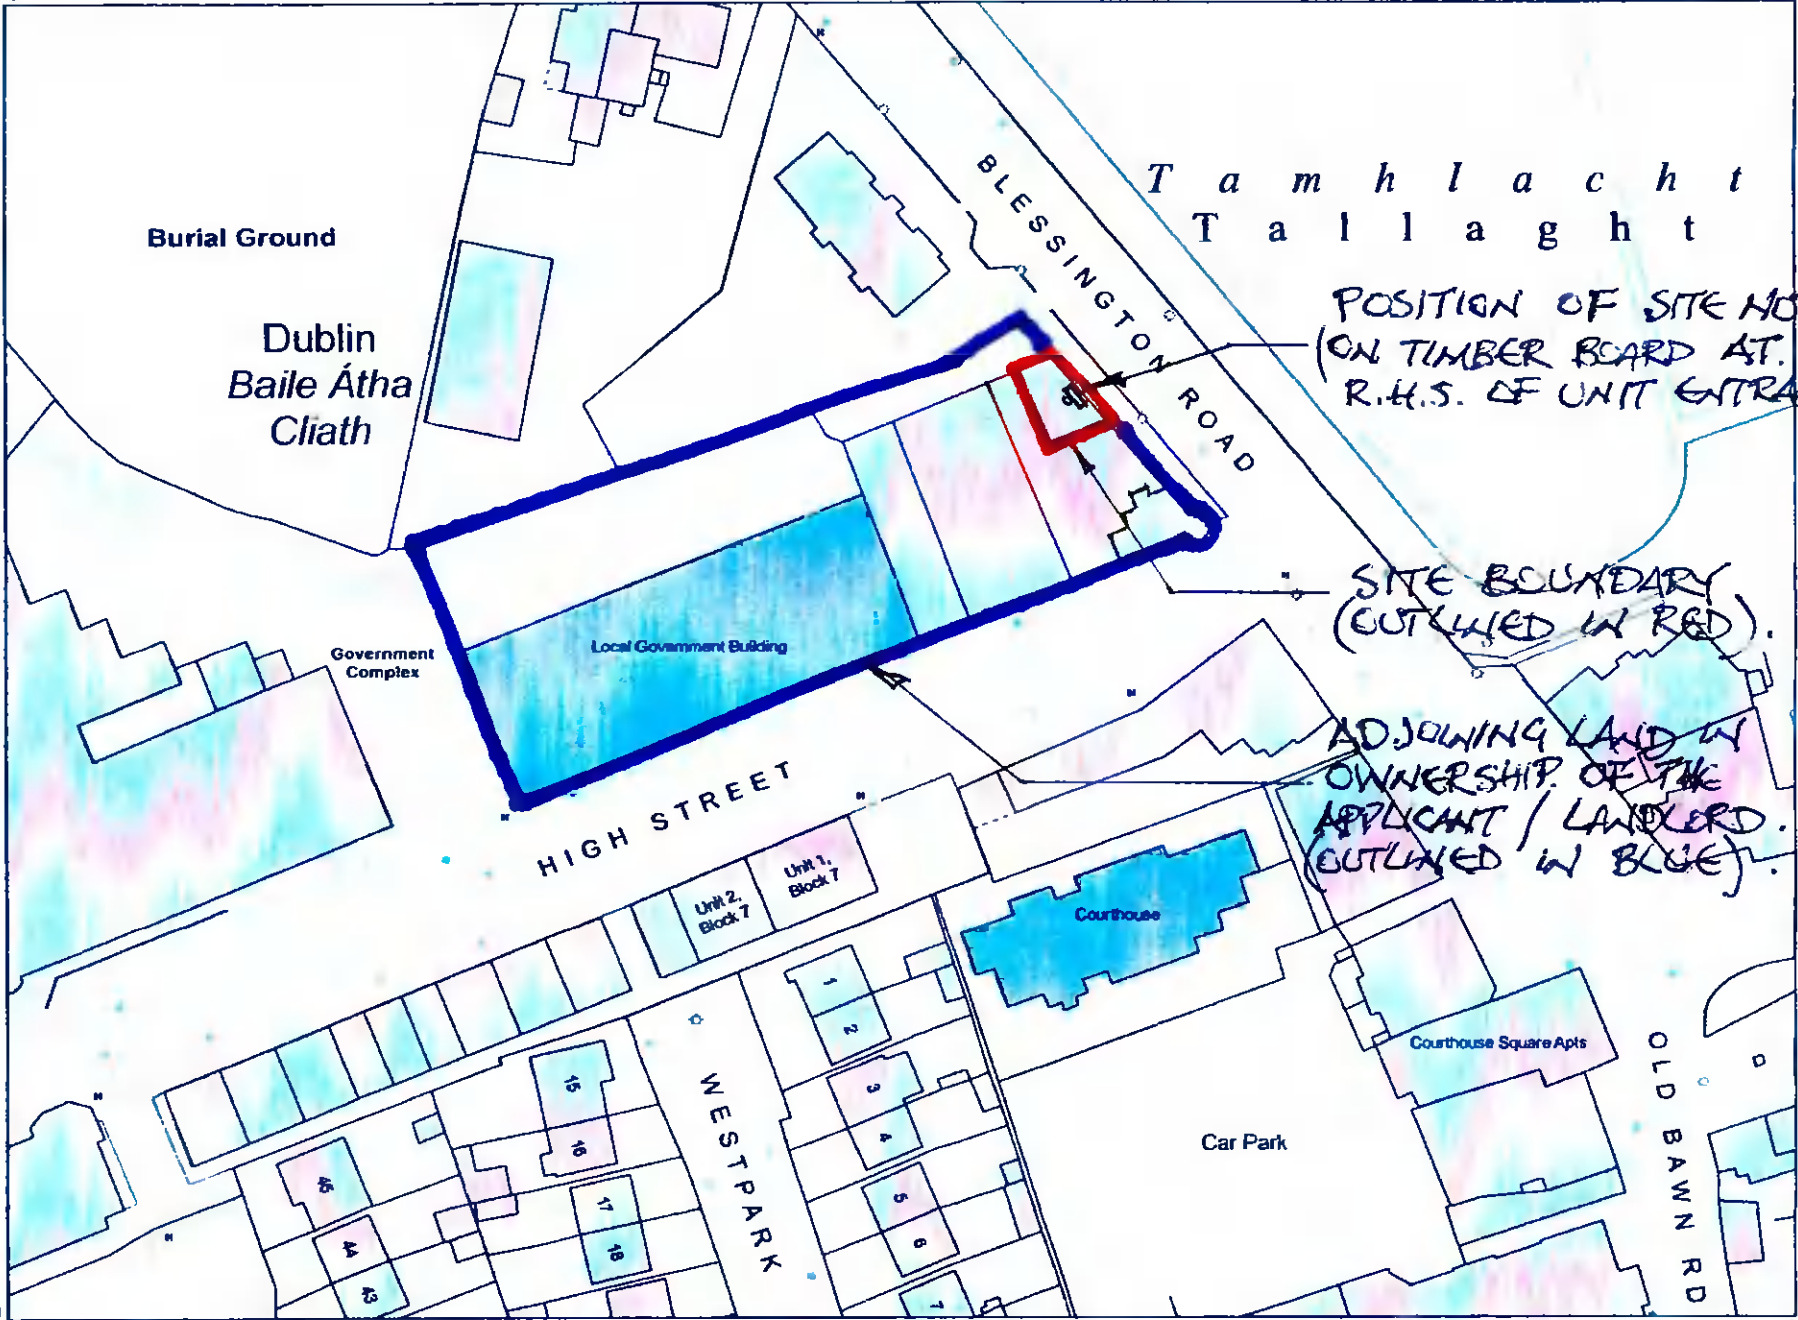 Burial Ground
Dublin
Baile Átha
Cliath
BLESSINGTON ROAD
Tamhlacht
Tallaght
POSITION OF SITE NO
(ON TIMBER BOARD AT.
R.H.S. OF UNIT ENTRA
SITE BOUNDARY
(OUTLINED IN RED).
Government
Complex
Local Government Building
ADJOINING LAND IN
OWNERSHIP OF THE
APPLICANT / LANDLORD.
(OUTLINED IN BLUE).
HIGH STREET
Unit 2,
Block 7
Unit 1,
Block 7
Courthouse
Courthouse Square Apts
Car Park
WESTPARK
OLD BAWN RD
1
2
3
4
5
6
7
15
16
17
18
45
44
43